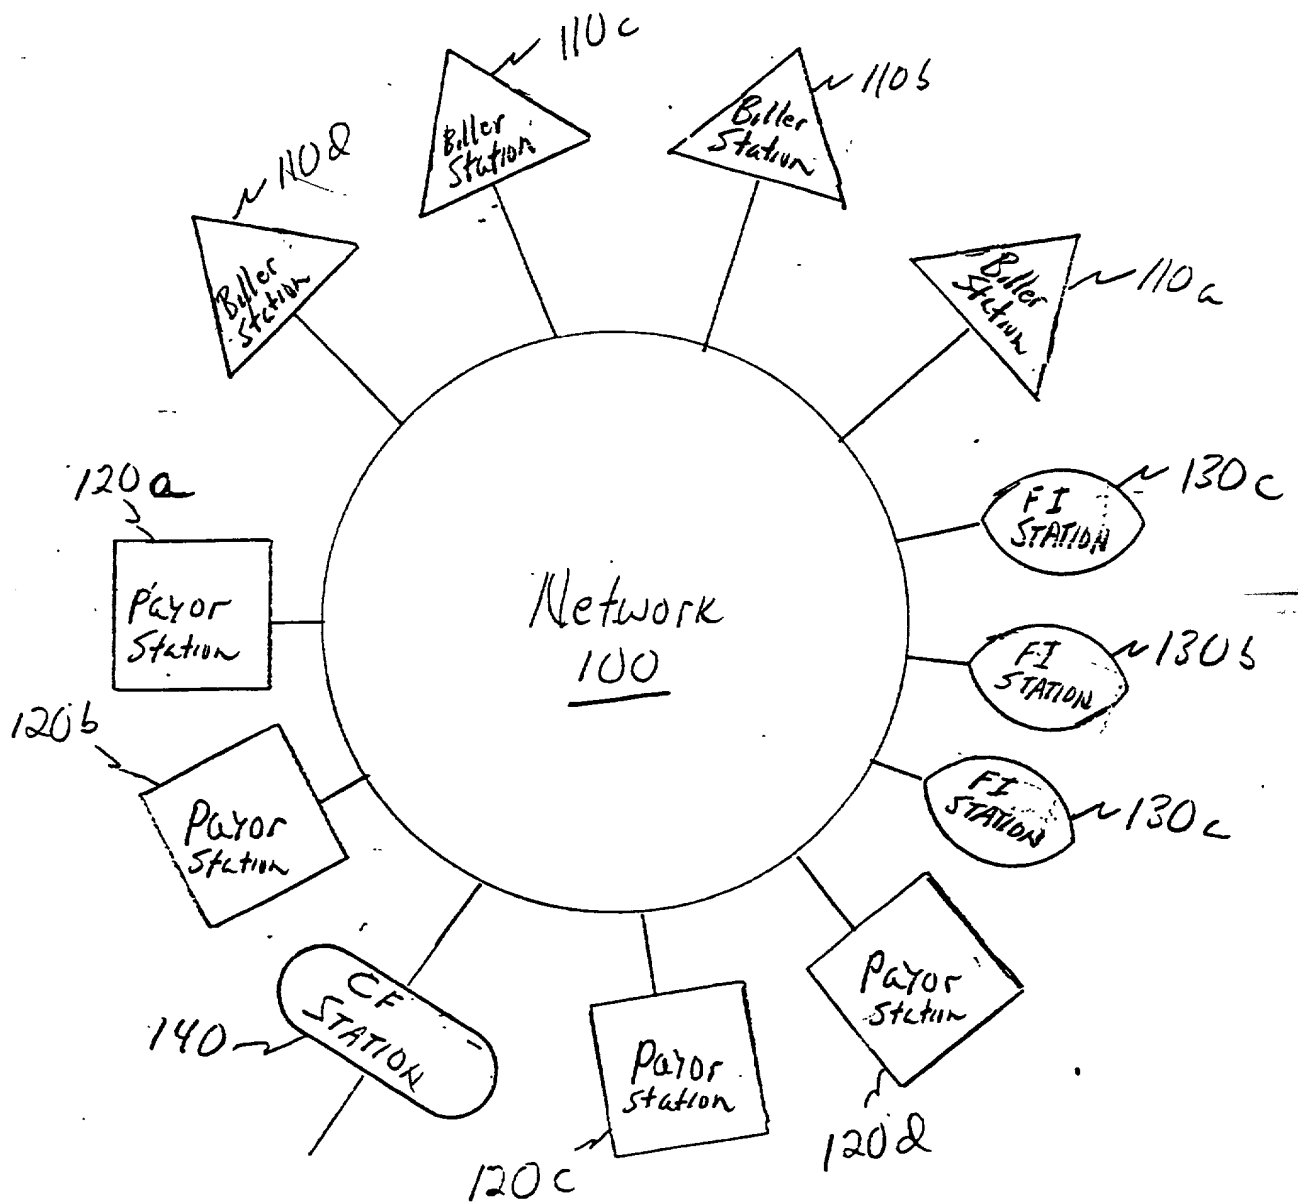 110c
110b
Biller
Station
Biller
Station
110d
Biller
Station
Biller
Station
110a
120a
130c
FI
STATION
Payor
Station
Network
100
130b
FI
STATION
120b
Payor
Station
FI
STATION
130c
CF
STATION
140
Payor
Station
Payor
Station
120c
120d